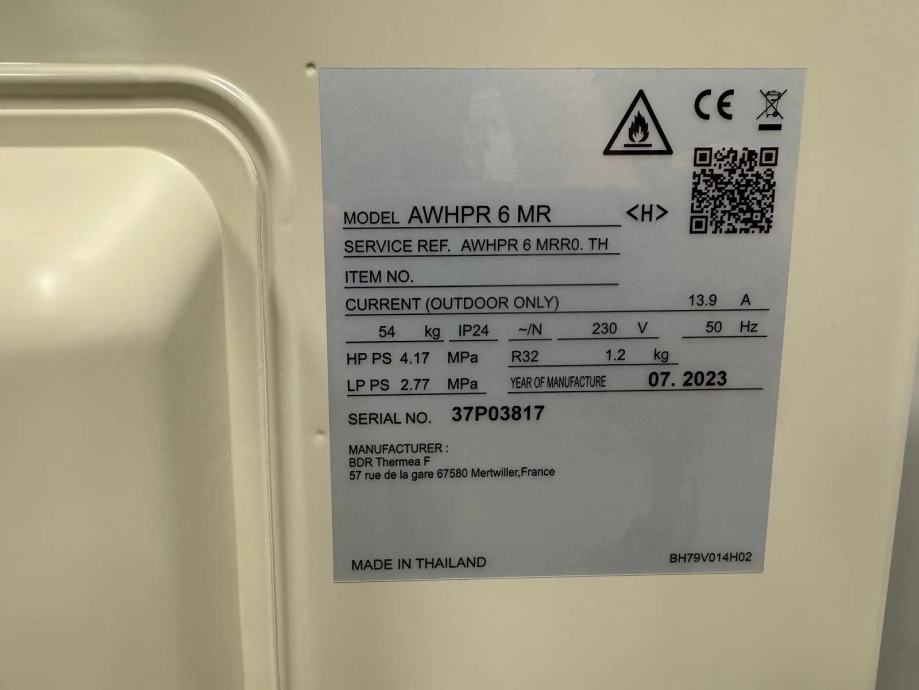 CE
MODEL AWHPR 6 MR <H>
SERVICE REF. AWHPR 6 MRR0. TH
ITEM NO.
CURRENT (OUTDOOR ONLY) 13.9 A
54 kg IP24 ~/N 230 V 50 Hz
HP PS 4.17 MPa R32 1.2 kg
LP PS 2.77 MPa YEAR OF MANUFACTURE 07. 2023
SERIAL NO. 37P03817
MANUFACTURER :
BDR Thermea F
57 rue de la gare 67580 Mertwiller,France
MADE IN THAILAND BH79V014H02